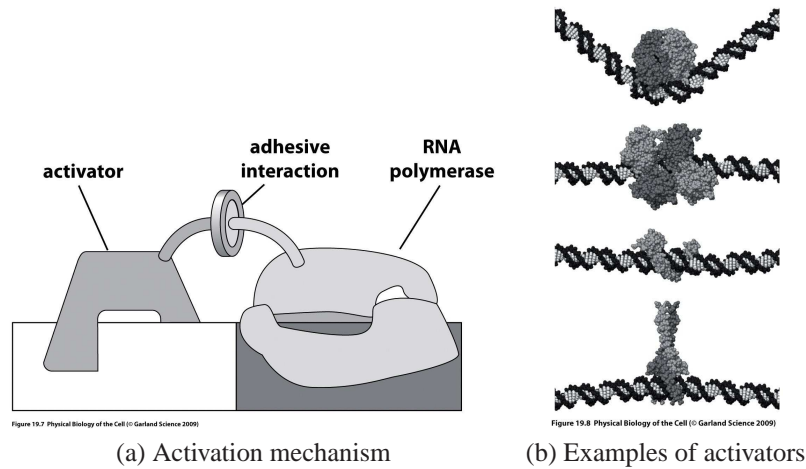 activator
adhesive
interaction
RNA
polymerase
Figure 19.7 Physical Biology of the Cell (© Garland Science 2009)
(a) Activation mechanism
Figure 19.8 Physical Biology of the Cell (© Garland Science 2009)
(b) Examples of activators